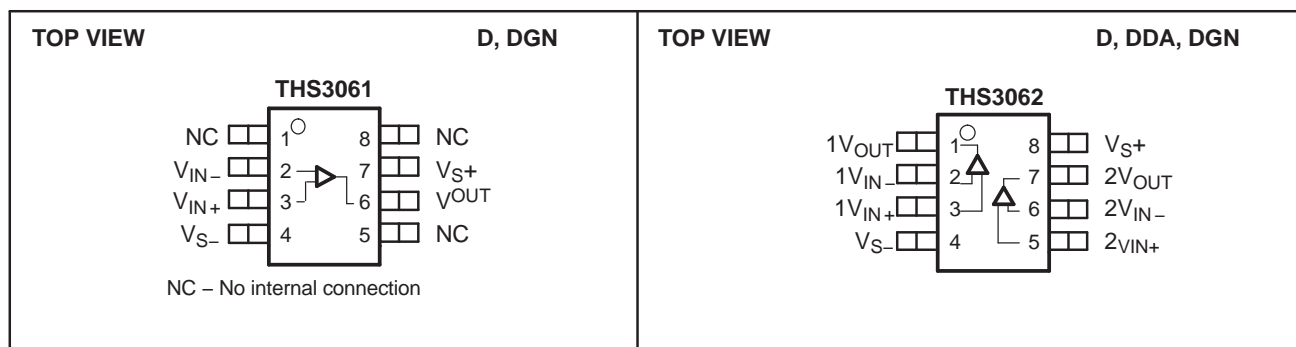 TOP VIEW D, DGN
THS3061
NC 1 8 NC
VIN− 2 7 VS+
VIN+ 3 6 VOUT
VS− 4 5 NC
NC – No internal connection
TOP VIEW D, DDA, DGN
THS3062
1VOUT 1 8 VS+
1VIN− 2 7 2VOUT
1VIN+ 3 6 2VIN−
VS− 4 5 2VIN+